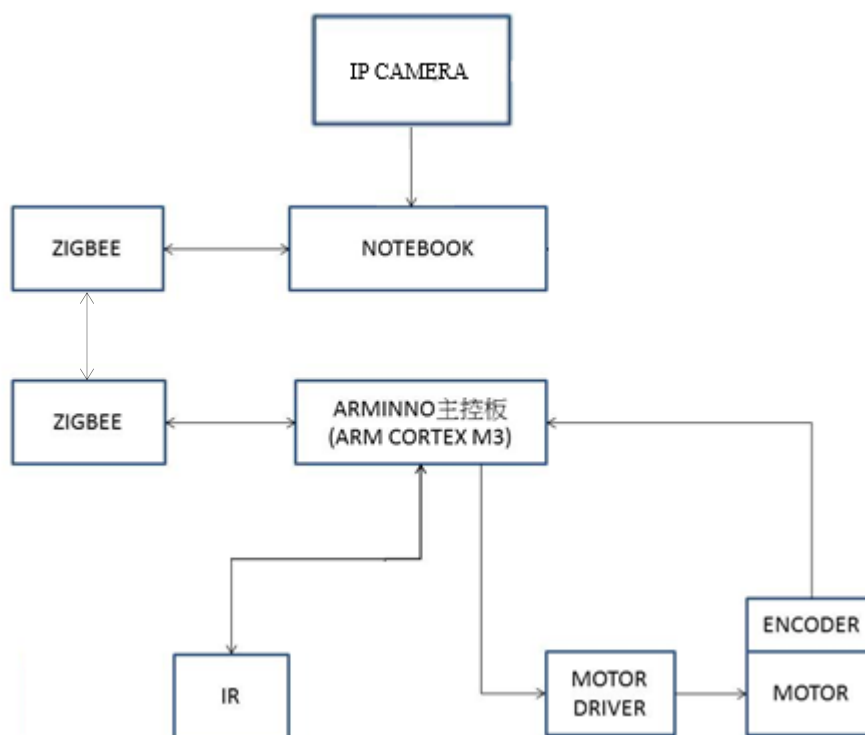 IP CAMERA
ZIGBEE
NOTEBOOK
ZIGBEE
ARMINNO主控板
(ARM CORTEX M3)
ENCODER
IR
MOTOR
DRIVER
MOTOR